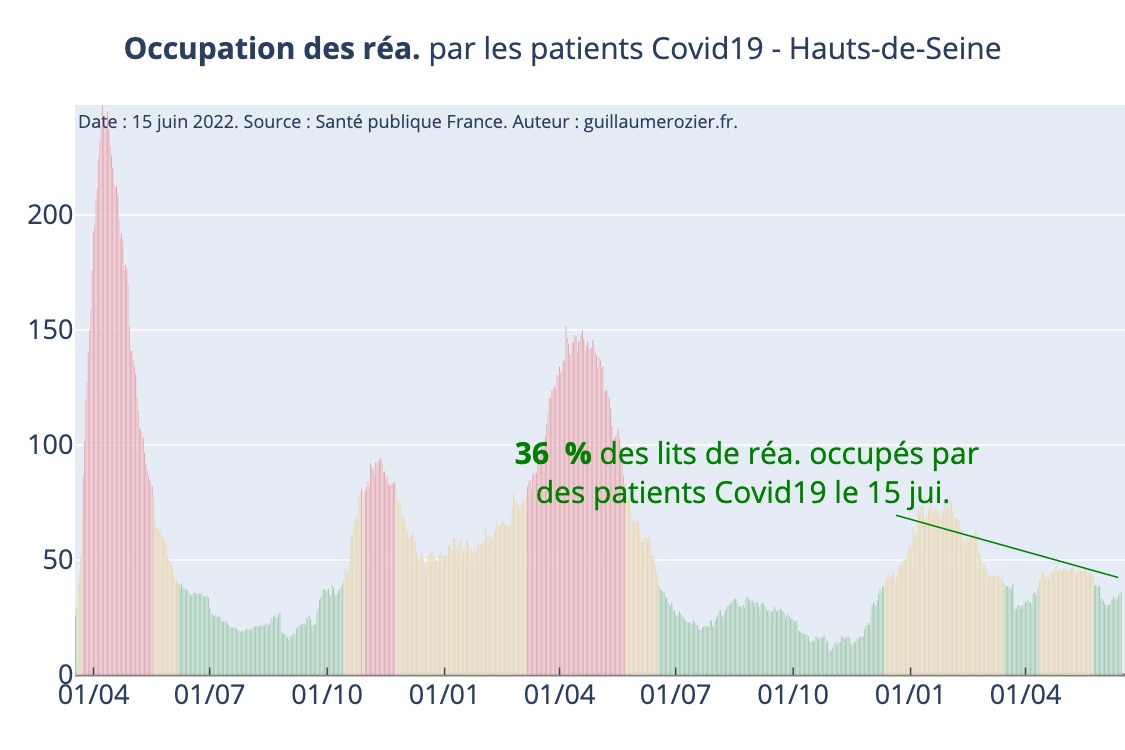 Occupation des réa. par les patients Covid19 - Hauts-de-Seine
Date : 15 juin 2022. Source : Santé publique France. Auteur : guillaumerozier.fr.
200
150
100
50
0
36 % des lits de réa. occupés par
des patients Covid19 le 15 jui.
01/04 01/07 01/10 01/01 01/04 01/07 01/10 01/01 01/04